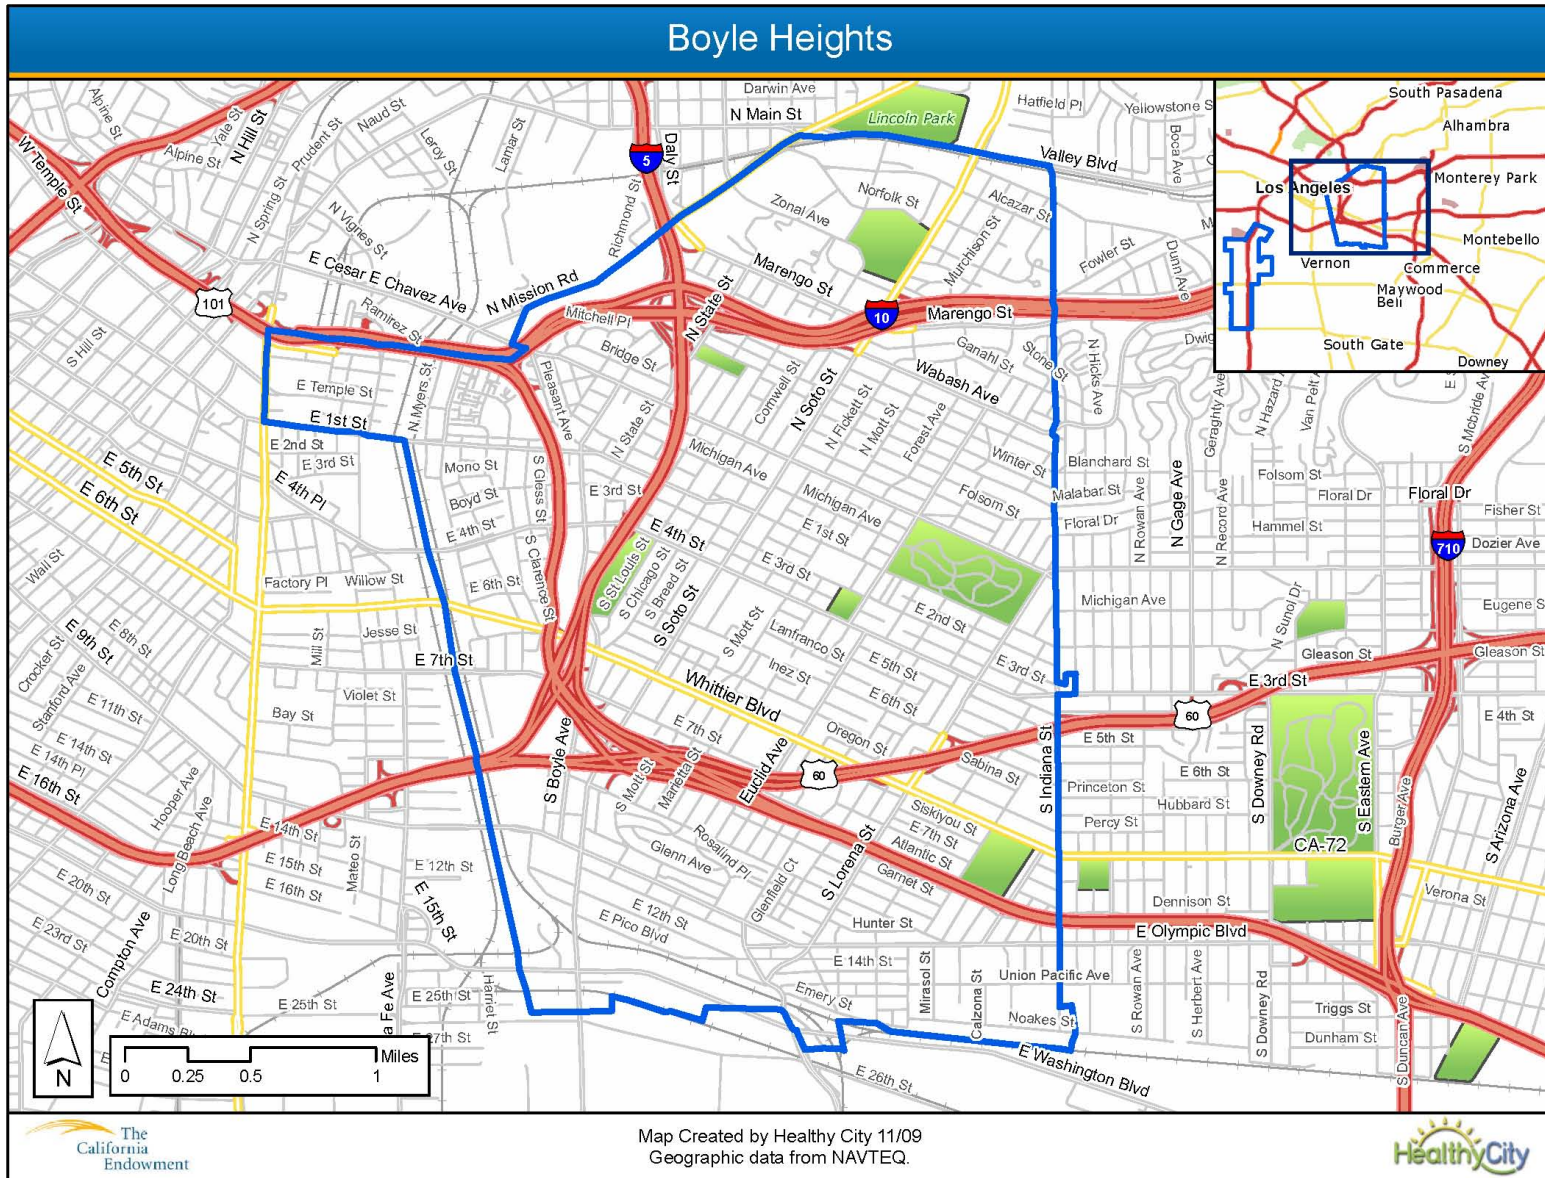 Boyle Heights
Alpine St
Yale St
N Hill St
Alpine St
Prudent St
Naud St
Leroy St
Lamar St
N Spring St
N Vignes St
W Temple St
E Cesar E Chavez Ave
Ramirez St
101
5
Daly St
Richmond St
N Mission Rd
Darwin Ave
N Main St
Lincoln Park
Hatfield Pl
Yellowstone S
Boca Ave
Valley Blvd
Norfolk St
Zonal Ave
Alcazar St
Murchison St
Fowler St
Dunn Ave
Marengo St
10
Marengo St
N State St
Mitchell Pl
Bridge St
Pleasant Ave
N State St
Cornwell St
N Soto St
N Fickett St
N Mott St
Forest Ave
Wabash Ave
Ganahl St
Stone St
N Hicks Ave
Dwig
Geraghty Ave
N Hazard A
Van Pelt A
E S
S Mcbride Av
South Pasadena
Alhambra
Los Angeles
Monterey Park
Montebello
Vernon
Commerce
Maywood
Bell
South Gate
Downey
S Hill St
E Temple St
N Myers St
E 1st St
E 2nd St
E 3rd St
E 4th Pl
E 5th St
E 6th St
Mono St
Boyd St
E 4th St
S Gless St
S Clarence St
E 3rd St
Michigan Ave
E 4th St
Michigan Ave
E 1st St
E 3rd St
Winter St
Folsom St
Blanchard St
Malabar St
Floral Dr
N Rowan Ave
N Gage Ave
N Record Ave
Folsom St
Floral Dr
Hammel St
Floral Dr
Fisher St
710
Dozier Ave
Wall St
Factory Pl
Willow St
E 6th St
S St Louis St
S Chicago St
S Breed St
S Soto St
S Mott St
E 2nd St
Lanfranco St
Inez St
E 5th St
E 6th St
E 3rd St
Michigan Ave
N Sunol Dr
Eugene S
Gleason St
Gleason St
Crocker St
E 9th St
E 8th St
Stanford Ave
E 11th St
E 14th St
E 14th Pl
E 16th St
Mill St
Jesse St
E 7th St
Violet St
Bay St
Whittier Blvd
E 7th St
Oregon St
Euclid Ave
60
Sabina St
S Indiana St
E 3rd St
60
E 5th St
E 6th St
Princeton St
Hubbard St
Percy St
S Downey Rd
S Eastern Ave
E 4th St
S Arizona Ave
Burger Ave
CA-72
Verona St
Hooper Ave
Long Beach Ave
E 14th St
E 15th St
E 16th St
Mateo St
E 12th St
E 15th St
S Boyle Ave
S Mott St
Marietta St
Rosalind Pl
Glenn Ave
Glenfield Ct
S Lorena St
Siskiyou St
E 7th St
Atlantic St
Garnet St
Hunter St
Dennison St
E Olympic Blvd
E 20th St
E 23rd St
Compton Ave
E 20th St
E 24th St
E Adams Bl
E 25th St
a Fe Ave
E 25th St
27th St
Harriet St
E 12th St
E Pico Blvd
E 14th St
Emery St
Mirasol St
Calzona St
Union Pacific Ave
Noakes St
S Rowan Ave
S Herbert Ave
S Downey Rd
Triggs St
Dunham St
S Duncan Ave
E Washington Blvd
E 26th St
N
Miles
0 0.25 0.5 1
The
California
Endowment
Map Created by Healthy City 11/09
Geographic data from NAVTEQ.
HealthyCity